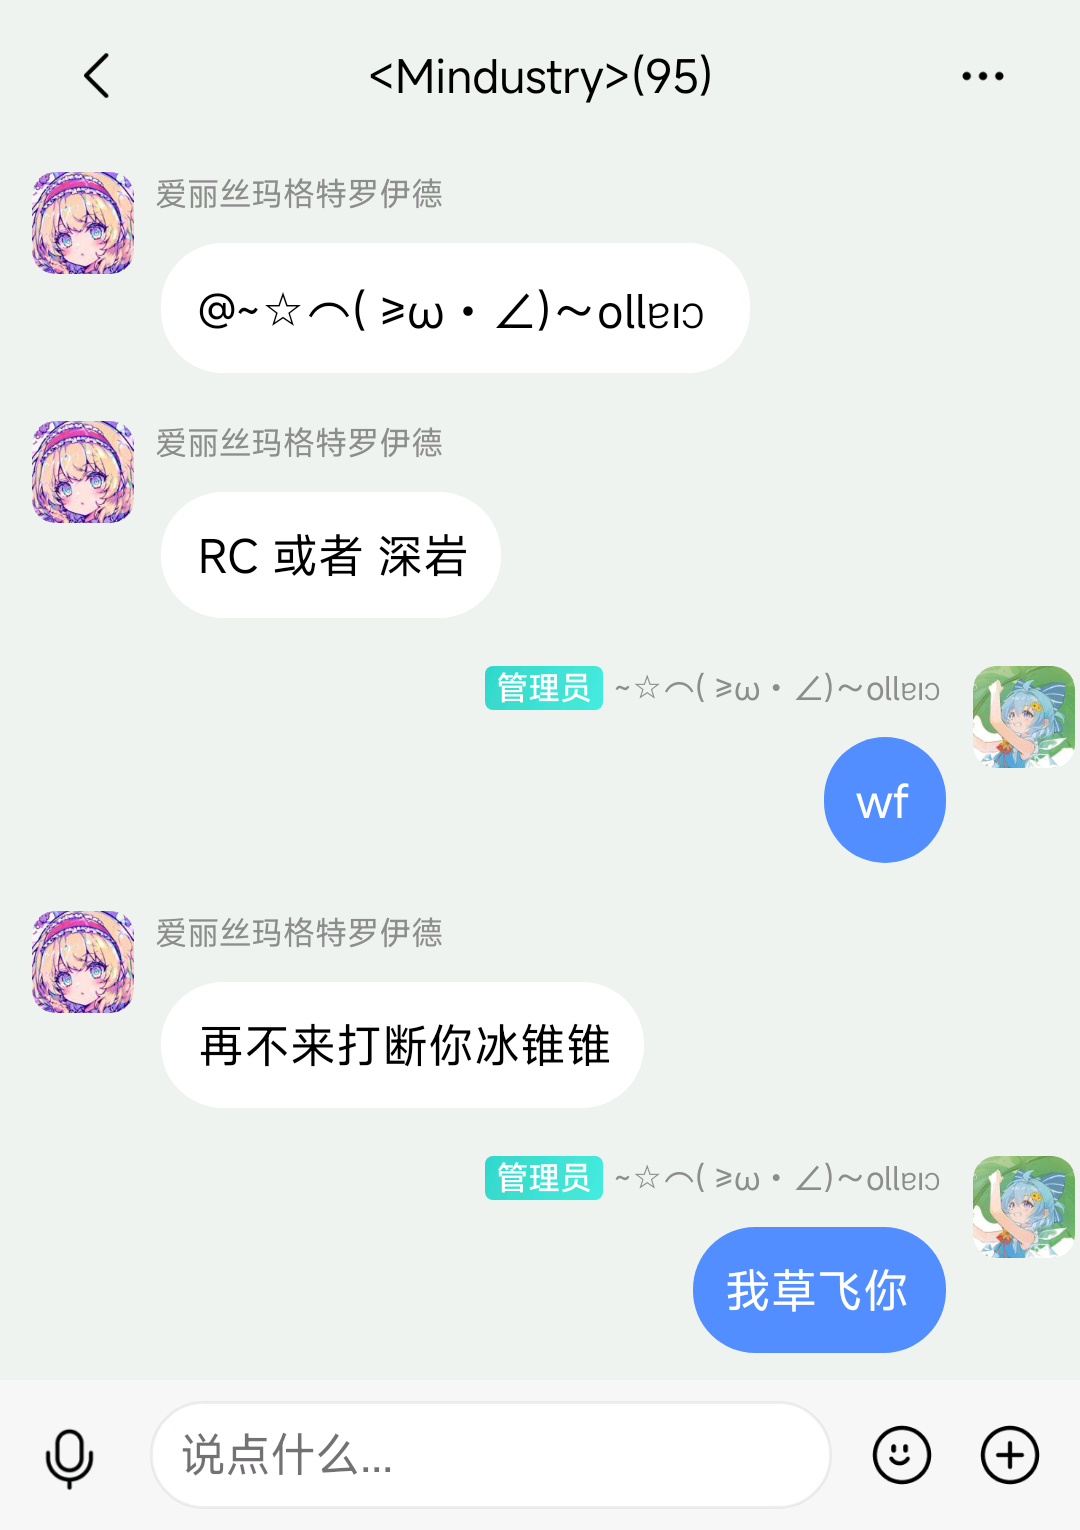 <Mindustry>(95)
爱丽丝玛格特罗伊德
@~☆⌒( ⩾ω・∠)～ollɐıɔ
爱丽丝玛格特罗伊德
RC 或者 深岩
管理员 ~☆⌒( ⩾ω・∠)～ollɐıɔ
wf
爱丽丝玛格特罗伊德
再不来打断你冰锥锥
管理员 ~☆⌒( ⩾ω・∠)～ollɐıɔ
我草飞你
说点什么...